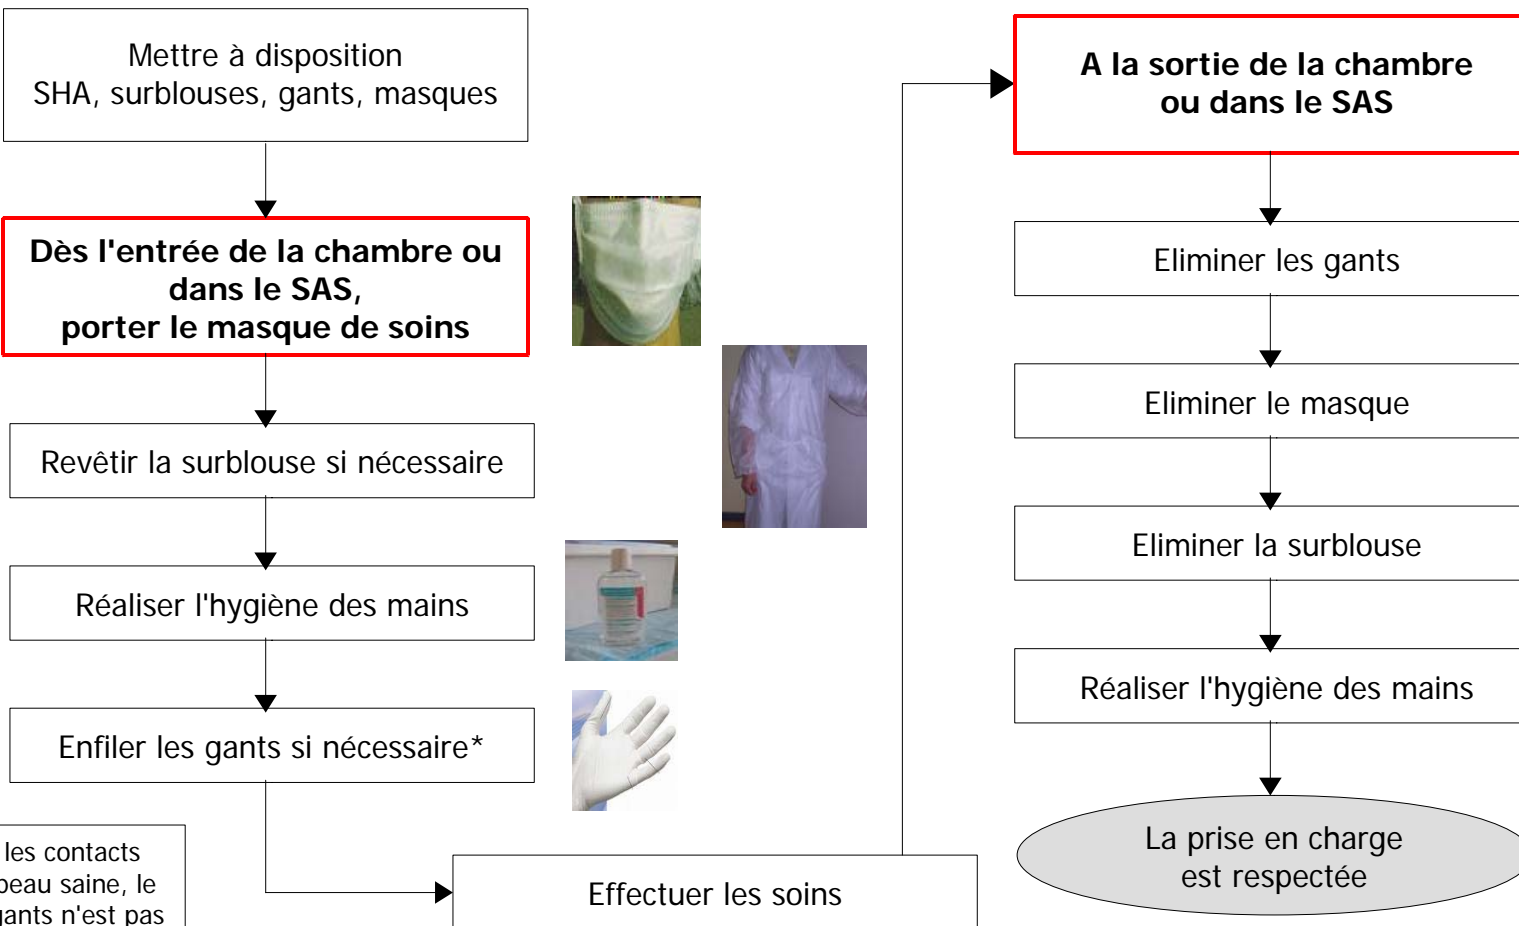 Mettre à disposition
SHA, surblouses, gants, masques
Dès l'entrée de la chambre ou
dans le SAS,
porter le masque de soins
Revêtir la surblouse si nécessaire
Réaliser l'hygiène des mains
Enfiler les gants si nécessaire*
les contacts
peau saine, le
gants n'est pas
Effectuer les soins
A la sortie de la chambre
ou dans le SAS
Eliminer les gants
Eliminer le masque
Eliminer la surblouse
Réaliser l'hygiène des mains
La prise en charge
est respectée